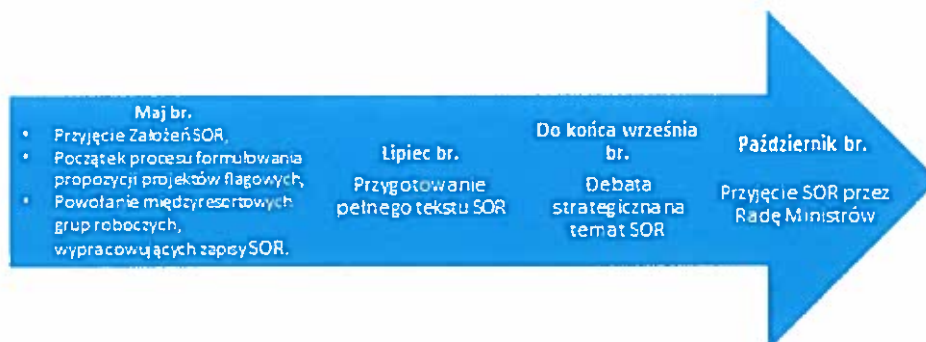 Maj br.
• Przyjęcie Założeń SOR,
• Początek procesu formułowania
propozycji projektów flagowych,
• Powołanie międzyresortowych
grup roboczych,
wypracowujących zapisy SOR.
Lipiec br.
Przygotowanie
pełnego tekstu SOR
Do końca września
br.
Debata
strategiczna na
temat SOR
Październik br.
Przyjęcie SOR przez
Radę Ministrów